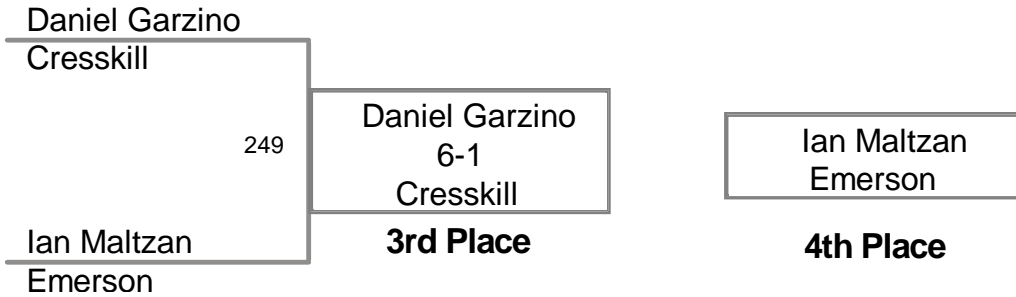 Daniel Garzino
Cresskill
249
Ian Maltzan
Emerson
Daniel Garzino
6-1
Cresskill
3rd Place
Ian Maltzan
Emerson
4th Place